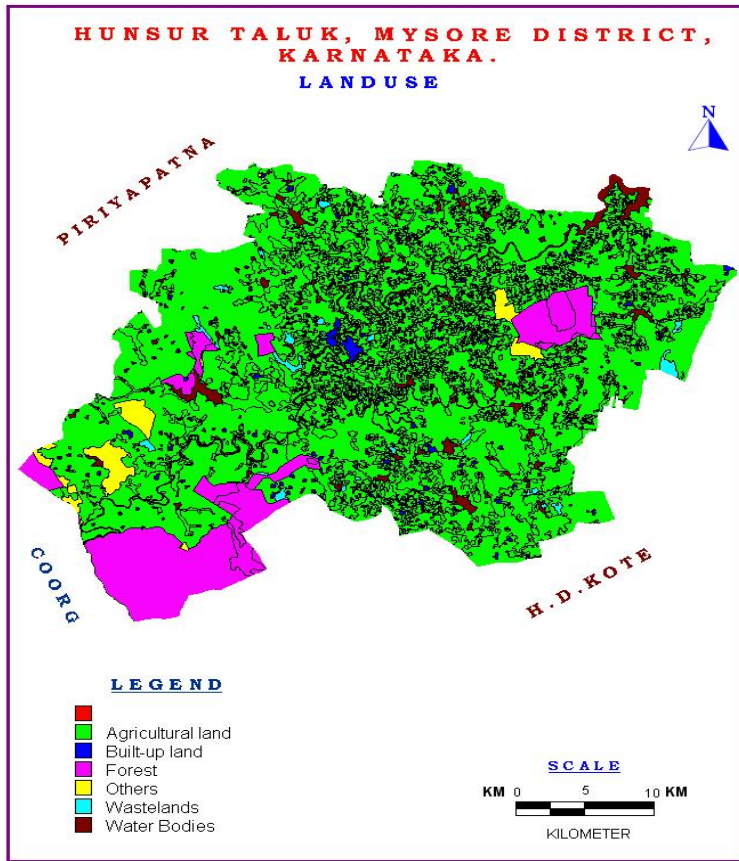 HUNSUR TALUK, MYSORE DISTRICT,
KARNATAKA.
LANDUSE
N
PIRIYAPATNA
COORG
H.D.KOTE
LEGEND
Agricultural land
Built-up land
Forest
Others
Wastelands
Water Bodies
SCALE
KM 0 5 10 KM
KILOMETER